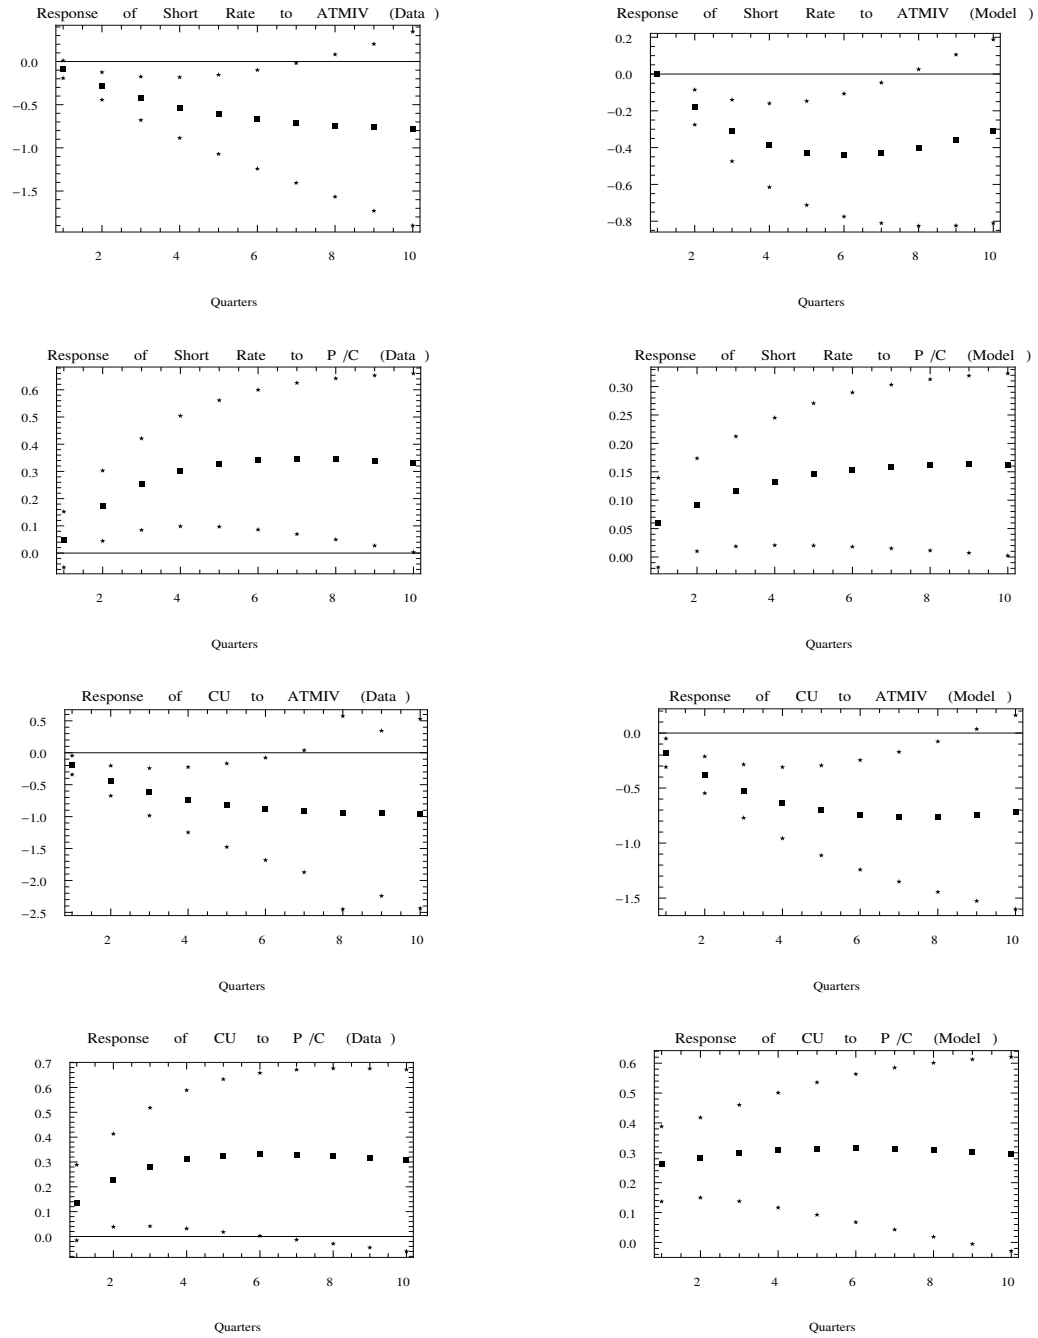 Response of Short Rate to ATMIV (Data )
Response of Short Rate to ATMIV (Model )
0.0
−0.5
−1.0
−1.5
2 4 6 8 10
Quarters
0.2
0.0
−0.2
−0.4
−0.6
−0.8
2 4 6 8 10
Quarters
Response of Short Rate to P /C (Data )
Response of Short Rate to P /C (Model )
0.6
0.5
0.4
0.3
0.2
0.1
0.0
2 4 6 8 10
Quarters
0.30
0.25
0.20
0.15
0.10
0.05
0.00
2 4 6 8 10
Quarters
Response of CU to ATMIV (Data )
Response of CU to ATMIV (Model )
0.5
0.0
−0.5
−1.0
−1.5
−2.0
−2.5
2 4 6 8 10
Quarters
0.0
−0.5
−1.0
−1.5
2 4 6 8 10
Quarters
Response of CU to P /C (Data )
Response of CU to P /C (Model )
0.7
0.6
0.5
0.4
0.3
0.2
0.1
0.0
2 4 6 8 10
Quarters
0.6
0.5
0.4
0.3
0.2
0.1
0.0
2 4 6 8 10
Quarters